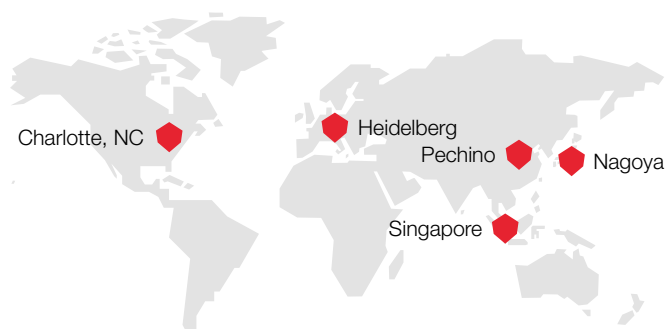 Charlotte, NC
Heidelberg
Pechino
Nagoya
Singapore